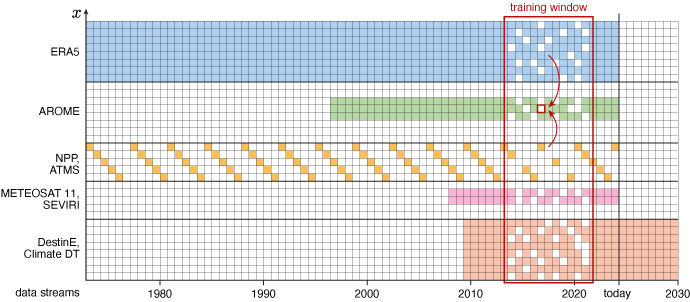 training window
x
ERA5
AROME
NPP,
ATMS
METEOSAT 11,
SEVIRI
DestinE,
Climate DT
data streams 1980 1990 2000 2010 2020 today 2030